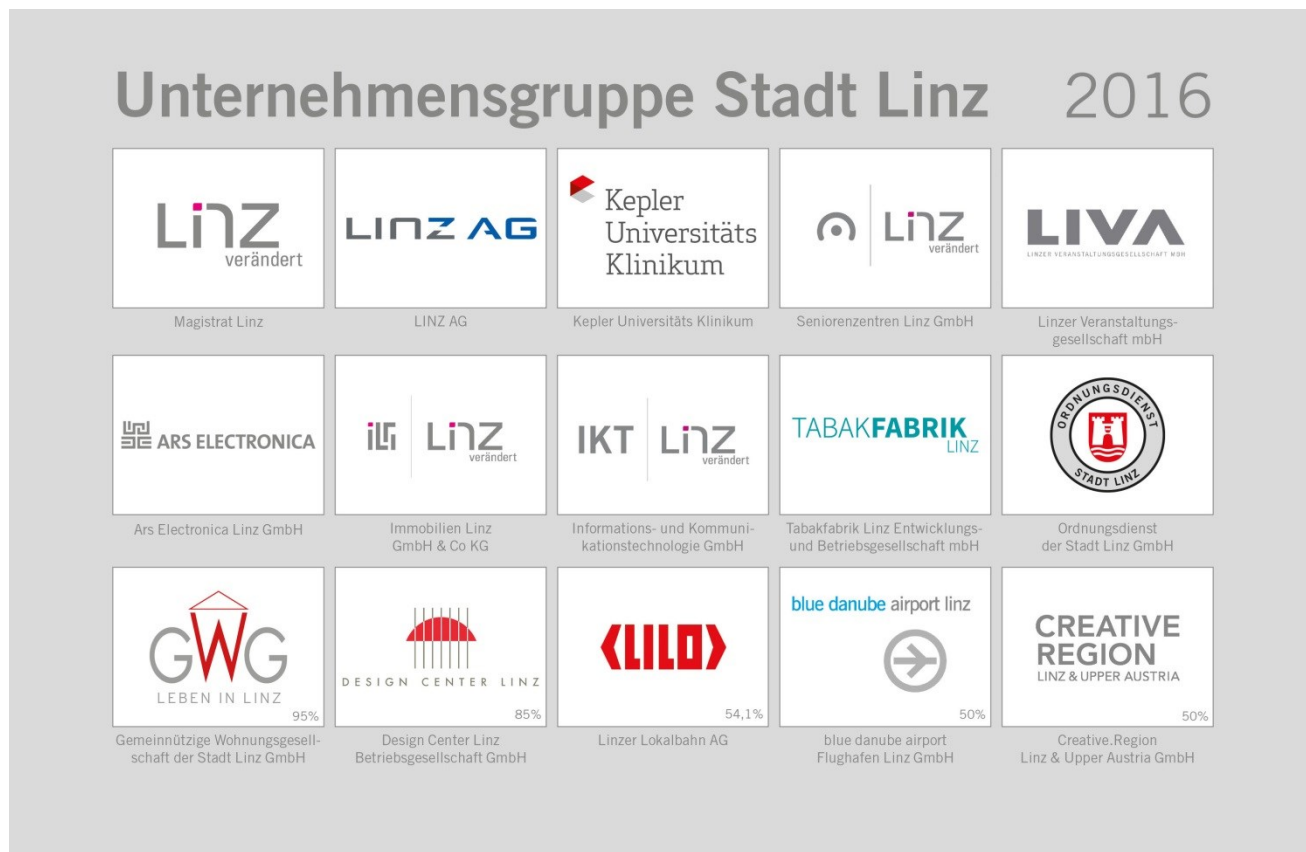 Unternehmensgruppe Stadt Linz 2016
Linz
verändert
Magistrat Linz
LINZ AG
LINZ AG
Kepler
Universitäts
Klinikum
Kepler Universitäts Klinikum
Linz
verändert
Seniorenzentren Linz GmbH
LIVA
LINZER VERANSTALTUNGSGESELLSCHAFT MBH
Linzer Veranstaltungs-
gesellschaft mbH
ARS ELECTRONICA
Ars Electronica Linz GmbH
ILG
Linz
verändert
Immobilien Linz
GmbH & Co KG
IKT
Linz
verändert
Informations- und Kommuni-
kationstechnologie GmbH
TABAKFABRIK
LINZ
Tabakfabrik Linz Entwicklungs-
und Betriebsgesellschaft mbH
ORDNUNGSDIENST
STADT LINZ
Ordnungsdienst
der Stadt Linz GmbH
GWG
LEBEN IN LINZ
95%
Gemeinnützige Wohnungsgesell-
schaft der Stadt Linz GmbH
DESIGN CENTER LINZ
85%
Design Center Linz
Betriebsgesellschaft GmbH
LILO
54,1%
Linzer Lokalbahn AG
blue danube airport linz
50%
blue danube airport
Flughafen Linz GmbH
CREATIVE
REGION
LINZ & UPPER AUSTRIA
50%
Creative.Region
Linz & Upper Austria GmbH